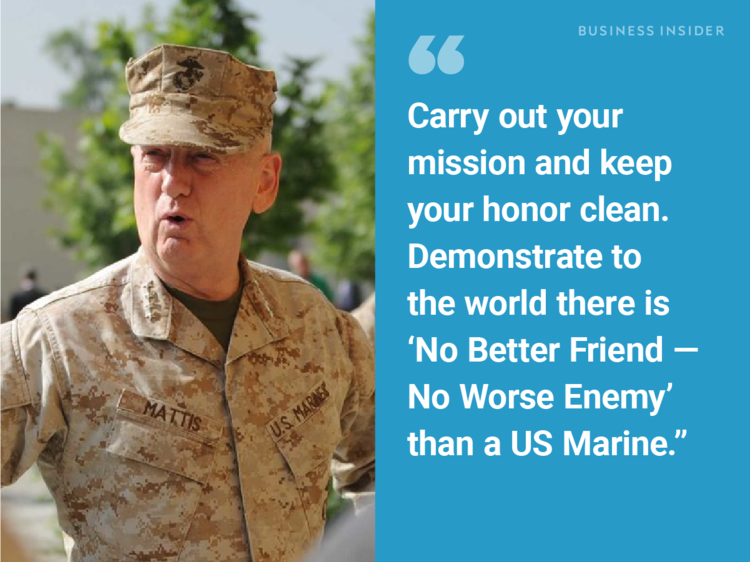 BUSINESS INSIDER
“
Carry out your
mission and keep
your honor clean.
Demonstrate to
the world there is
‘No Better Friend —
No Worse Enemy’
than a US Marine.”
MATTIS
U.S. MARINES